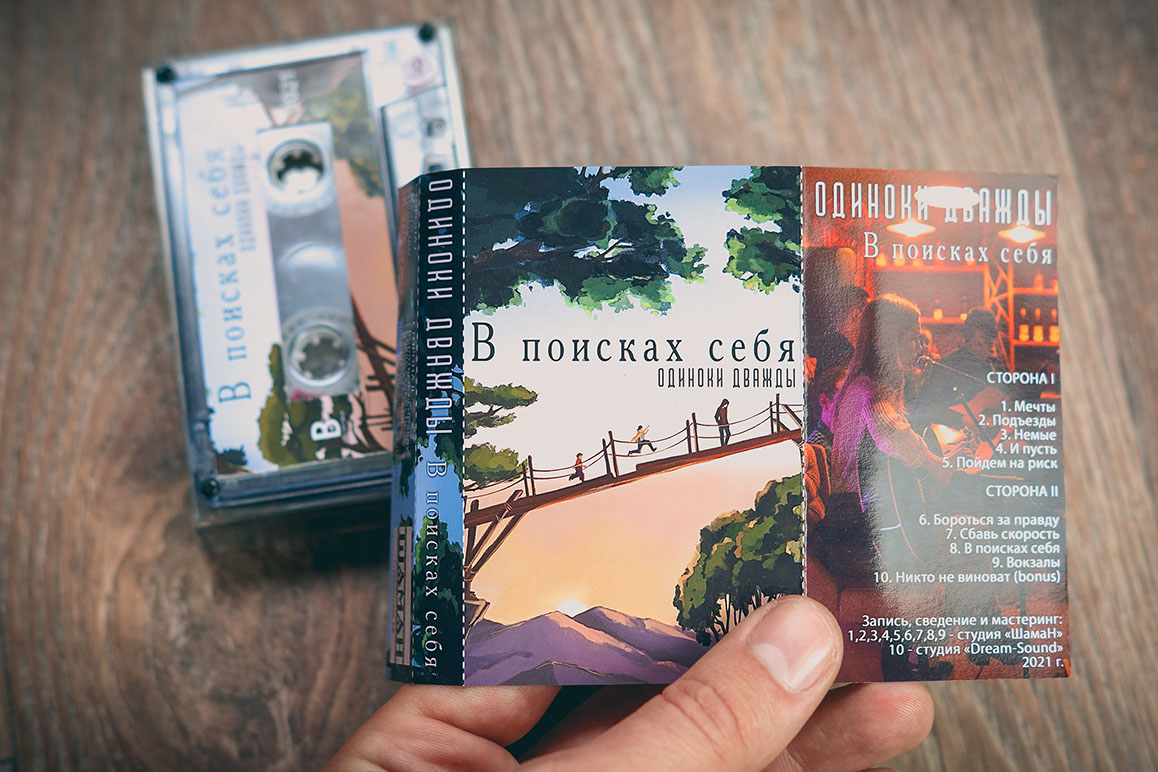 В поисках себя
ОДИНОКИ ДВАЖДЫ
В поисках себя
В поисках себя
ОДИНОКИ ДВАЖДЫ
ОДИНОКИ ДВАЖДЫ
В поисках себя
СТОРОНА I
1. Мечты
2. Подъезды
3. Немые
4. И пусть
5. Пойдем на риск
СТОРОНА II
6. Бороться за правду
7. Сбавь скорость
8. В поисках себя
9. Вокзалы
10. Никто не виноват (bonus)
Запись, сведение и мастеринг:
1,2,3,4,5,6,7,8,9 - студия «ШамаН»
10 - студия «Dream-Sound»
2021 г.